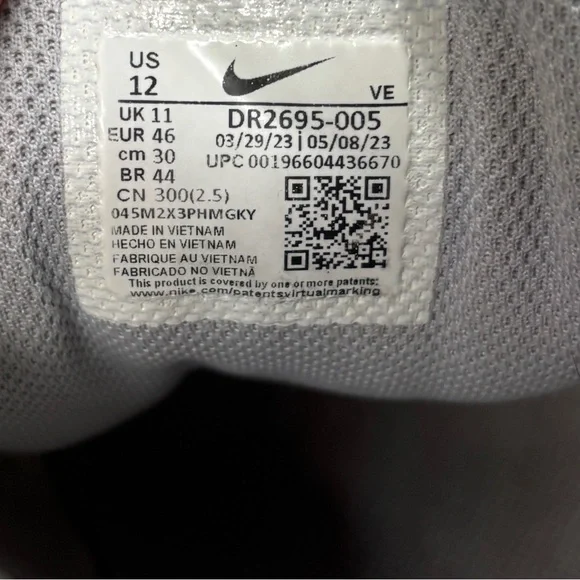 US
12
VE
UK 11
DR2695-005
EUR 46
03/29/23 | 05/08/23
cm 30
UPC 00196604436670
BR 44
CN 300(2.5)
045M2X3PHMGKY
MADE IN VIETNAM
HECHO EN VIETNAM
FABRIQUE AU VIETNAM
FABRICADO NO VIETNÃ
This product is covered by one or more patents;
www.nike.com/patentsvirtualmarking